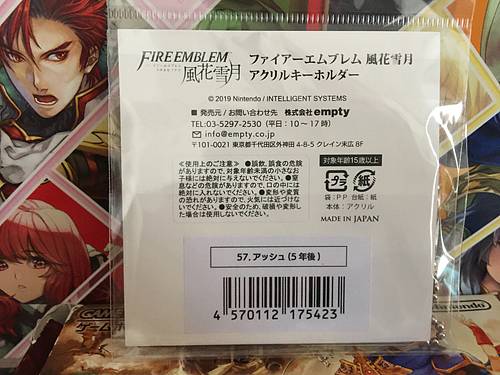 FIRE EMBLEM
風花雪月
ファイアーエムブレム 風花雪月
アクリルキーホルダー
© 2019 Nintendo / INTELLIGENT SYSTEMS
■ 発売元 / お問い合わせ先 株式会社empty
TEL:03-5297-2530 (平日:10〜17時)
info@empty.co.jp
〒101-0021 東京都千代田区外神田 4-8-5 クレイン末広 8F
≪使用上のご注意≫ ●誤飲、誤食の危険
がありますので、対象年齢未満の小さなお
子様には絶対に与えないでください。●窒
息などの危険がありますので、口の中には
絶対に入れないでください。●変形や変質
の恐れがありますので、火気には近づけな
いでください。●安全のため、破損や変形し
た場合は使用しないでください。
対象年齢15歳以上
プラ 紙
袋:PP 台紙:紙
本体:アクリル
MADE IN JAPAN
57. アッシュ (5年後)
4 570112 175423